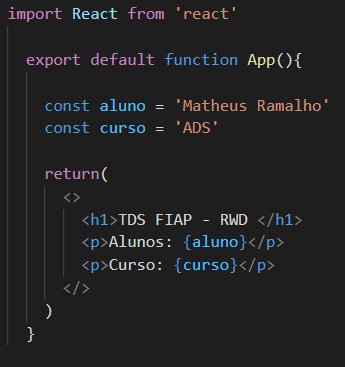 import React from 'react'
export default function App(){
const aluno = 'Matheus Ramalho'
const curso = 'ADS'
return(
<>
<h1>TDS FIAP - RWD </h1>
<p>Alunos: {aluno}</p>
<p>Curso: {curso}</p>
</>
)
}